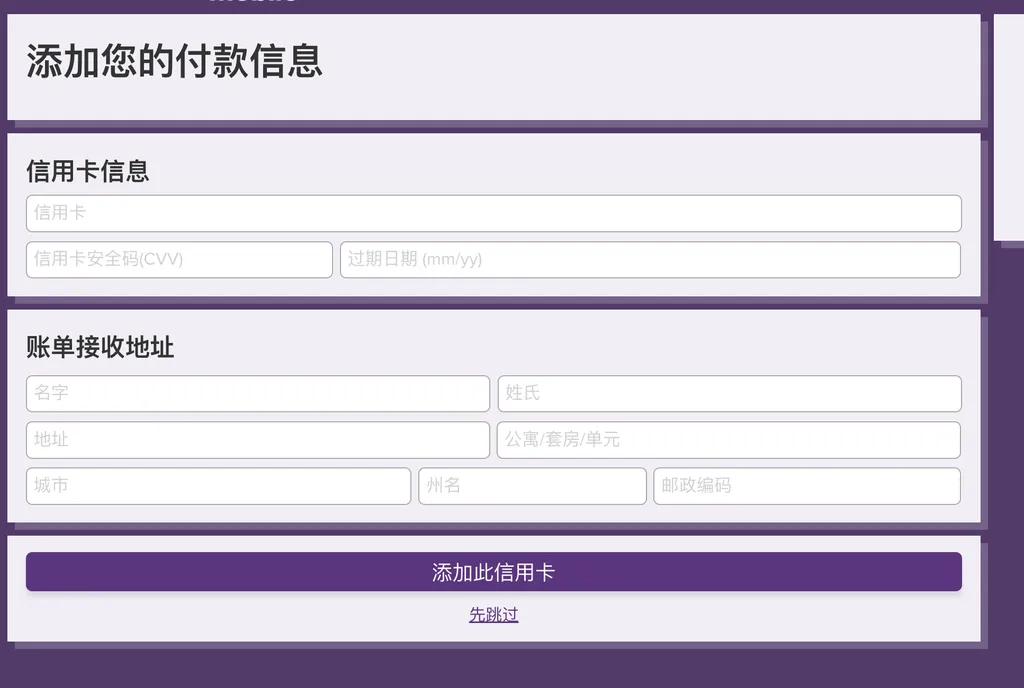 添加您的付款信息
信用卡信息
信用卡
信用卡安全码(CVV) 过期日期 (mm/yy)
账单接收地址
名字 姓氏
地址 公寓/套房/单元
城市 州名 邮政编码
添加此信用卡
先跳过